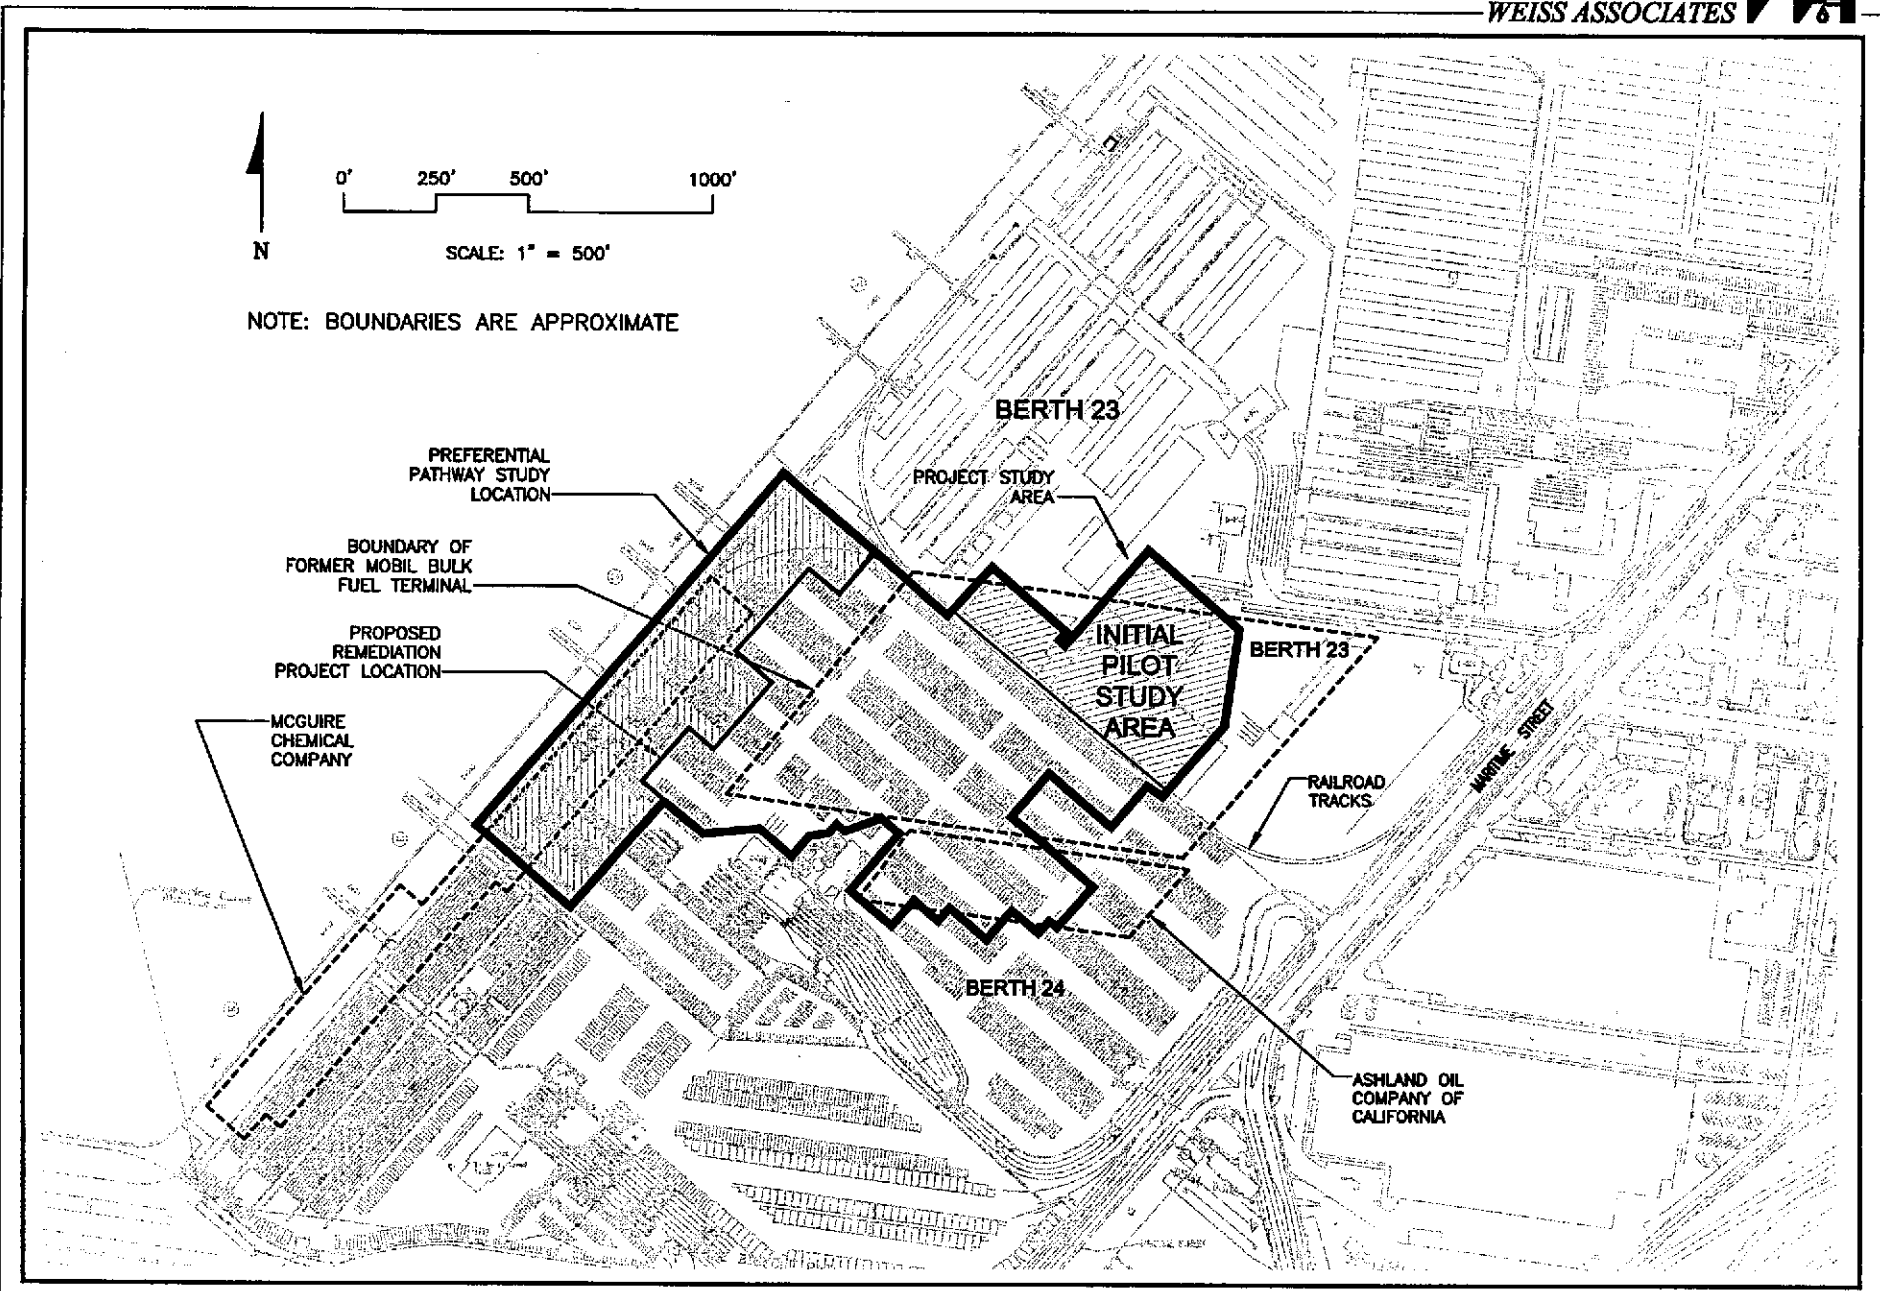 WEISS ASSOCIATES
0' 250' 500' 1000'
SCALE: 1" = 500'
N
NOTE: BOUNDARIES ARE APPROXIMATE
BERTH 23
PREFERENTIAL
PATHWAY STUDY
LOCATION
PROJECT STUDY
AREA
BOUNDARY OF
FORMER MOBIL BULK
FUEL TERMINAL
PROPOSED
REMEDIATION
PROJECT LOCATION
INITIAL
PILOT
STUDY
AREA
BERTH 23
MCGUIRE
CHEMICAL
COMPANY
MARITIME STREET
RAILROAD
TRACKS
BERTH 24
ASHLAND OIL
COMPANY OF
CALIFORNIA